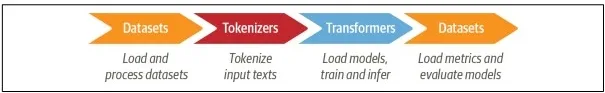 Datasets
Tokenizers
Transformers
Datasets
Load and
process datasets
Tokenize
input texts
Load models,
train and infer
Load metrics and
evaluate models